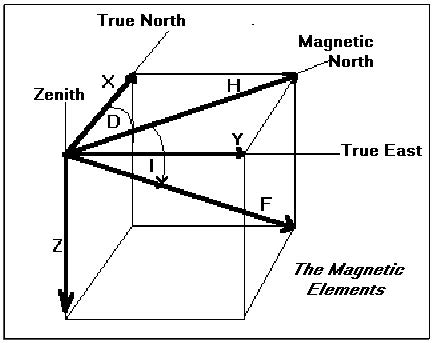 True North
Magnetic
North
Zenith
X
H
D
Y
True East
I
F
Z
The Magnetic
Elements